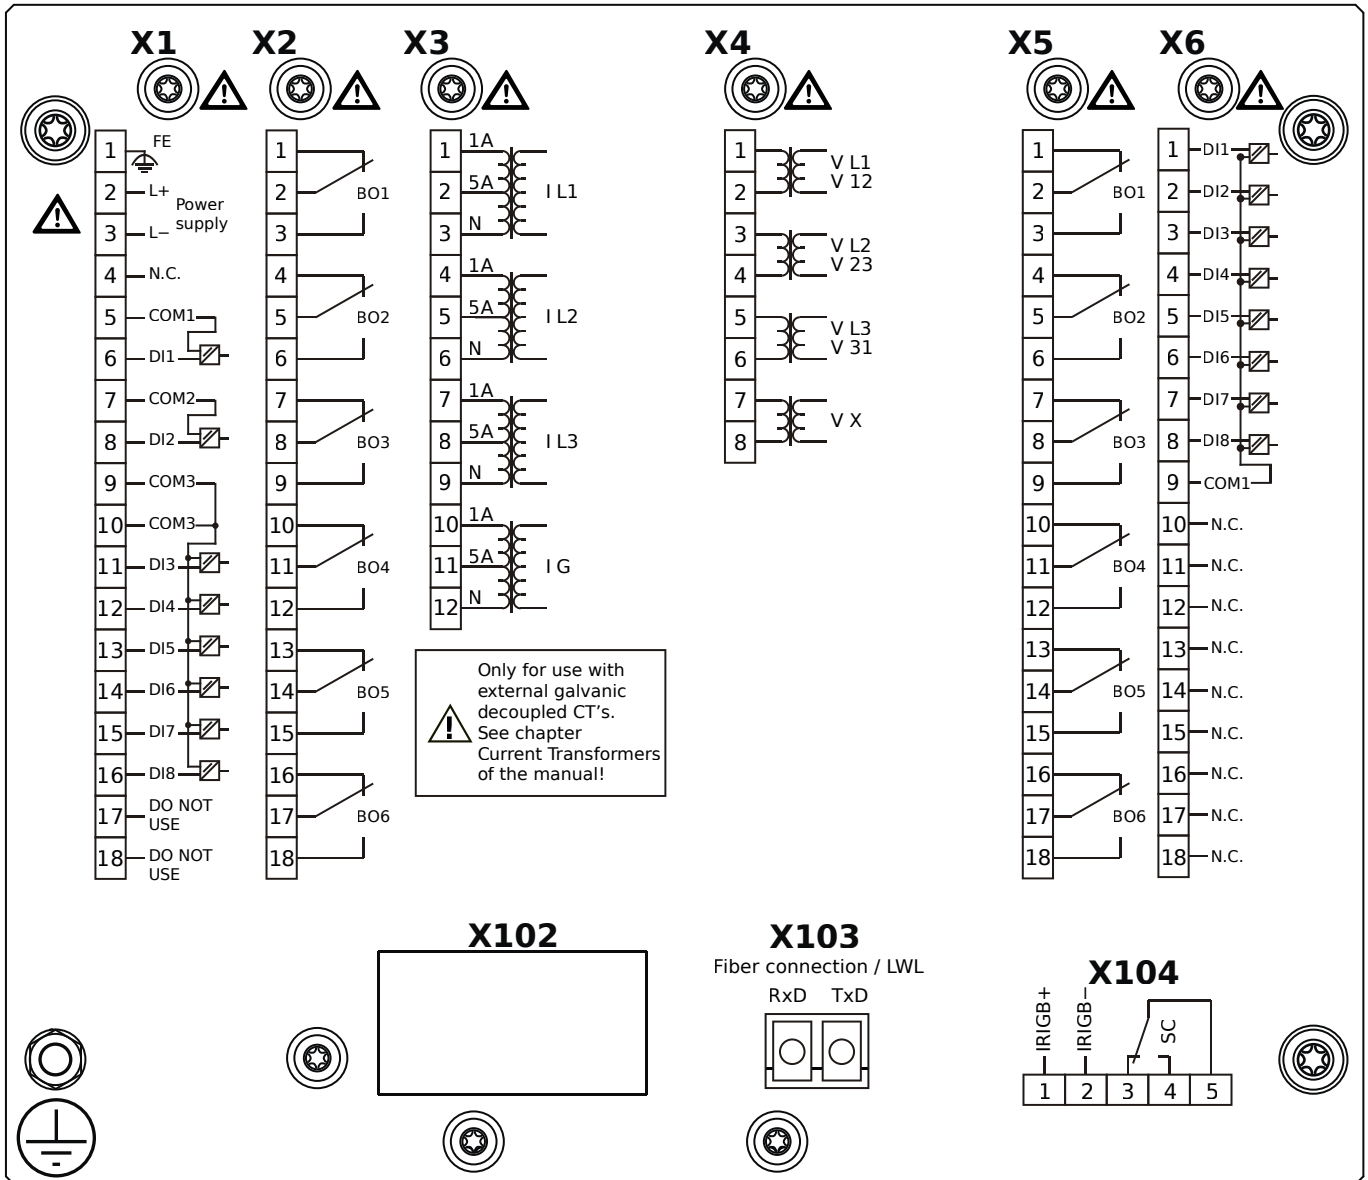 X1 X2 X3 X4 X5 X6
1 FE
2 L+
Power
supply
3 L−
4 N.C.
5 COM1
6 DI1
7 COM2
8 DI2
9 COM3
10 COM3
11 DI3
12 DI4
13 DI5
14 DI6
15 DI7
16 DI8
17 DO NOT
USE
18 DO NOT
USE
1
2 BO1
3
4
5 BO2
6
7
8 BO3
9
10
11 BO4
12
13
14 BO5
15
16
17 BO6
18
1 1A
2 5A I L1
3 N
4 1A
5 5A I L2
6 N
7 1A
8 5A I L3
9 N
10 1A
11 5A I G
12 N
Only for use with
external galvanic
decoupled CT's.
See chapter
Current Transformers
of the manual!
1 V L1
2 V 12
3 V L2
4 V 23
5 V L3
6 V 31
7 V X
8
1
2 BO1
3
4
5 BO2
6
7
8 BO3
9
10
11 BO4
12
13
14 BO5
15
16
17 BO6
18
1 DI1
2 DI2
3 DI3
4 DI4
5 DI5
6 DI6
7 DI7
8 DI8
9 COM1
10 N.C.
11 N.C.
12 N.C.
13 N.C.
14 N.C.
15 N.C.
16 N.C.
17 N.C.
18 N.C.
X102
X103
Fiber connection / LWL
RxD TxD
X104
IRIGB+
IRIGB−
SC
1 2 3 4 5